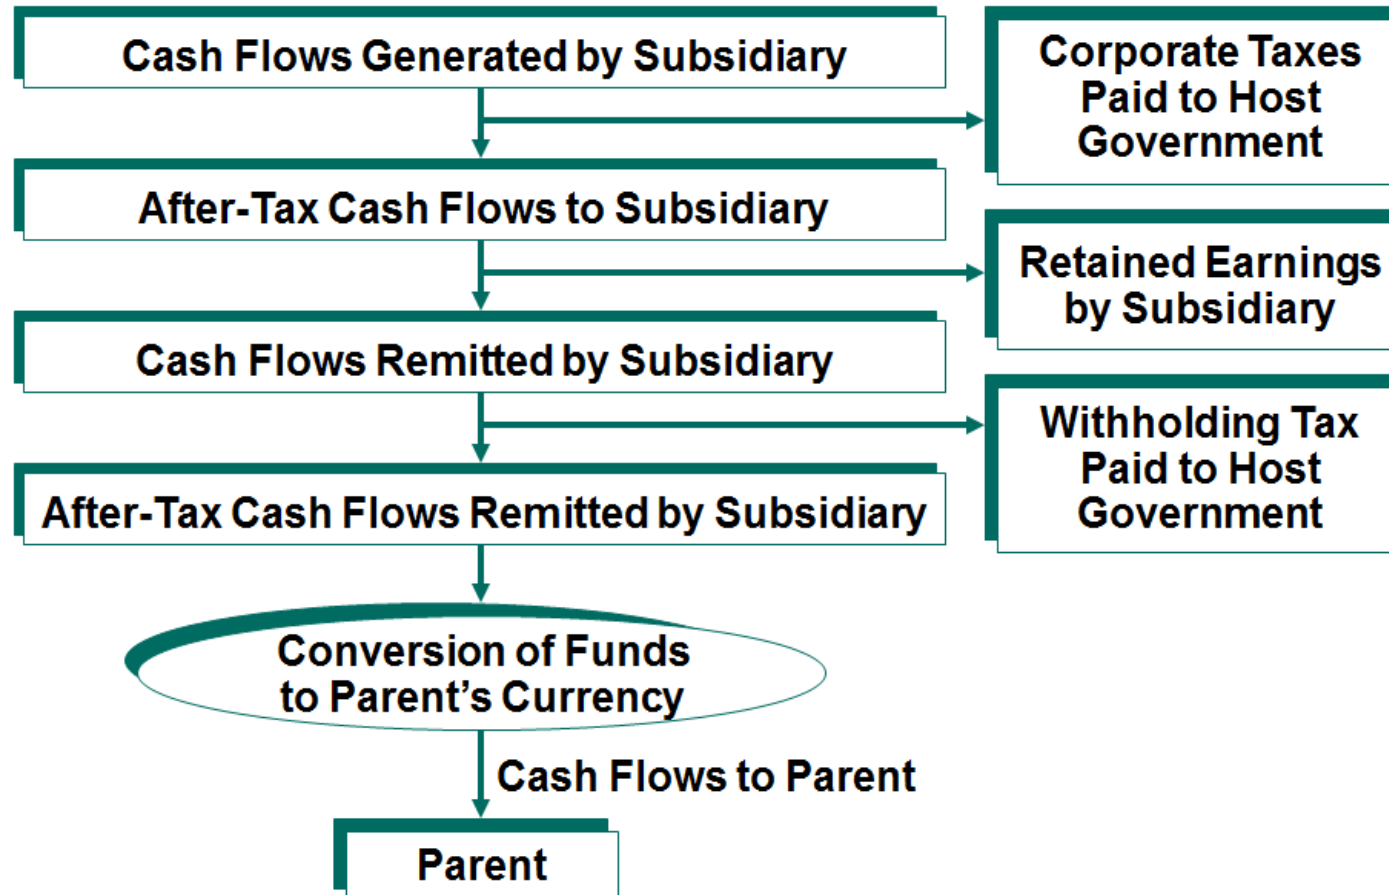 Cash Flows Generated by Subsidiary
Corporate Taxes
Paid to Host
Government
After-Tax Cash Flows to Subsidiary
Retained Earnings
by Subsidiary
Cash Flows Remitted by Subsidiary
Withholding Tax
Paid to Host
Government
After-Tax Cash Flows Remitted by Subsidiary
Conversion of Funds
to Parent’s Currency
Cash Flows to Parent
Parent